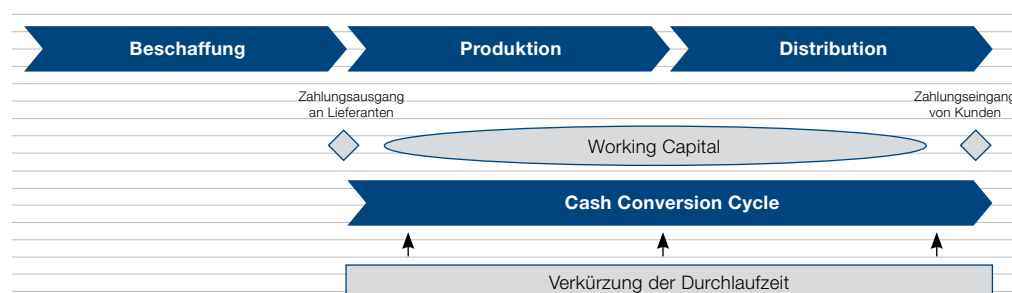 Beschaffung
Produktion
Distribution
Zahlungsausgang
an Lieferanten
Zahlungseingang
von Kunden
Working Capital
Cash Conversion Cycle
Verkürzung der Durchlaufzeit